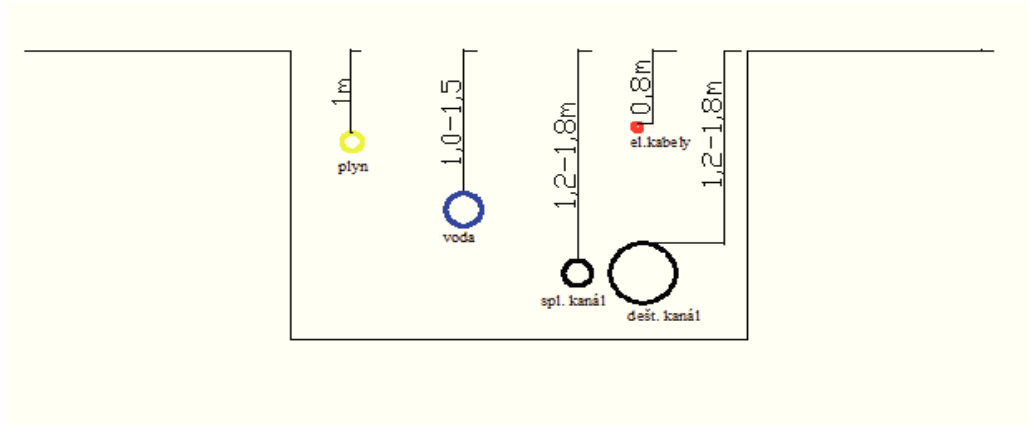 1m
plyn
1,0-1,5
voda
1,2-1,8m
spl. kanál
0,8m
el.kabely
1,2-1,8m
dešt. kanál